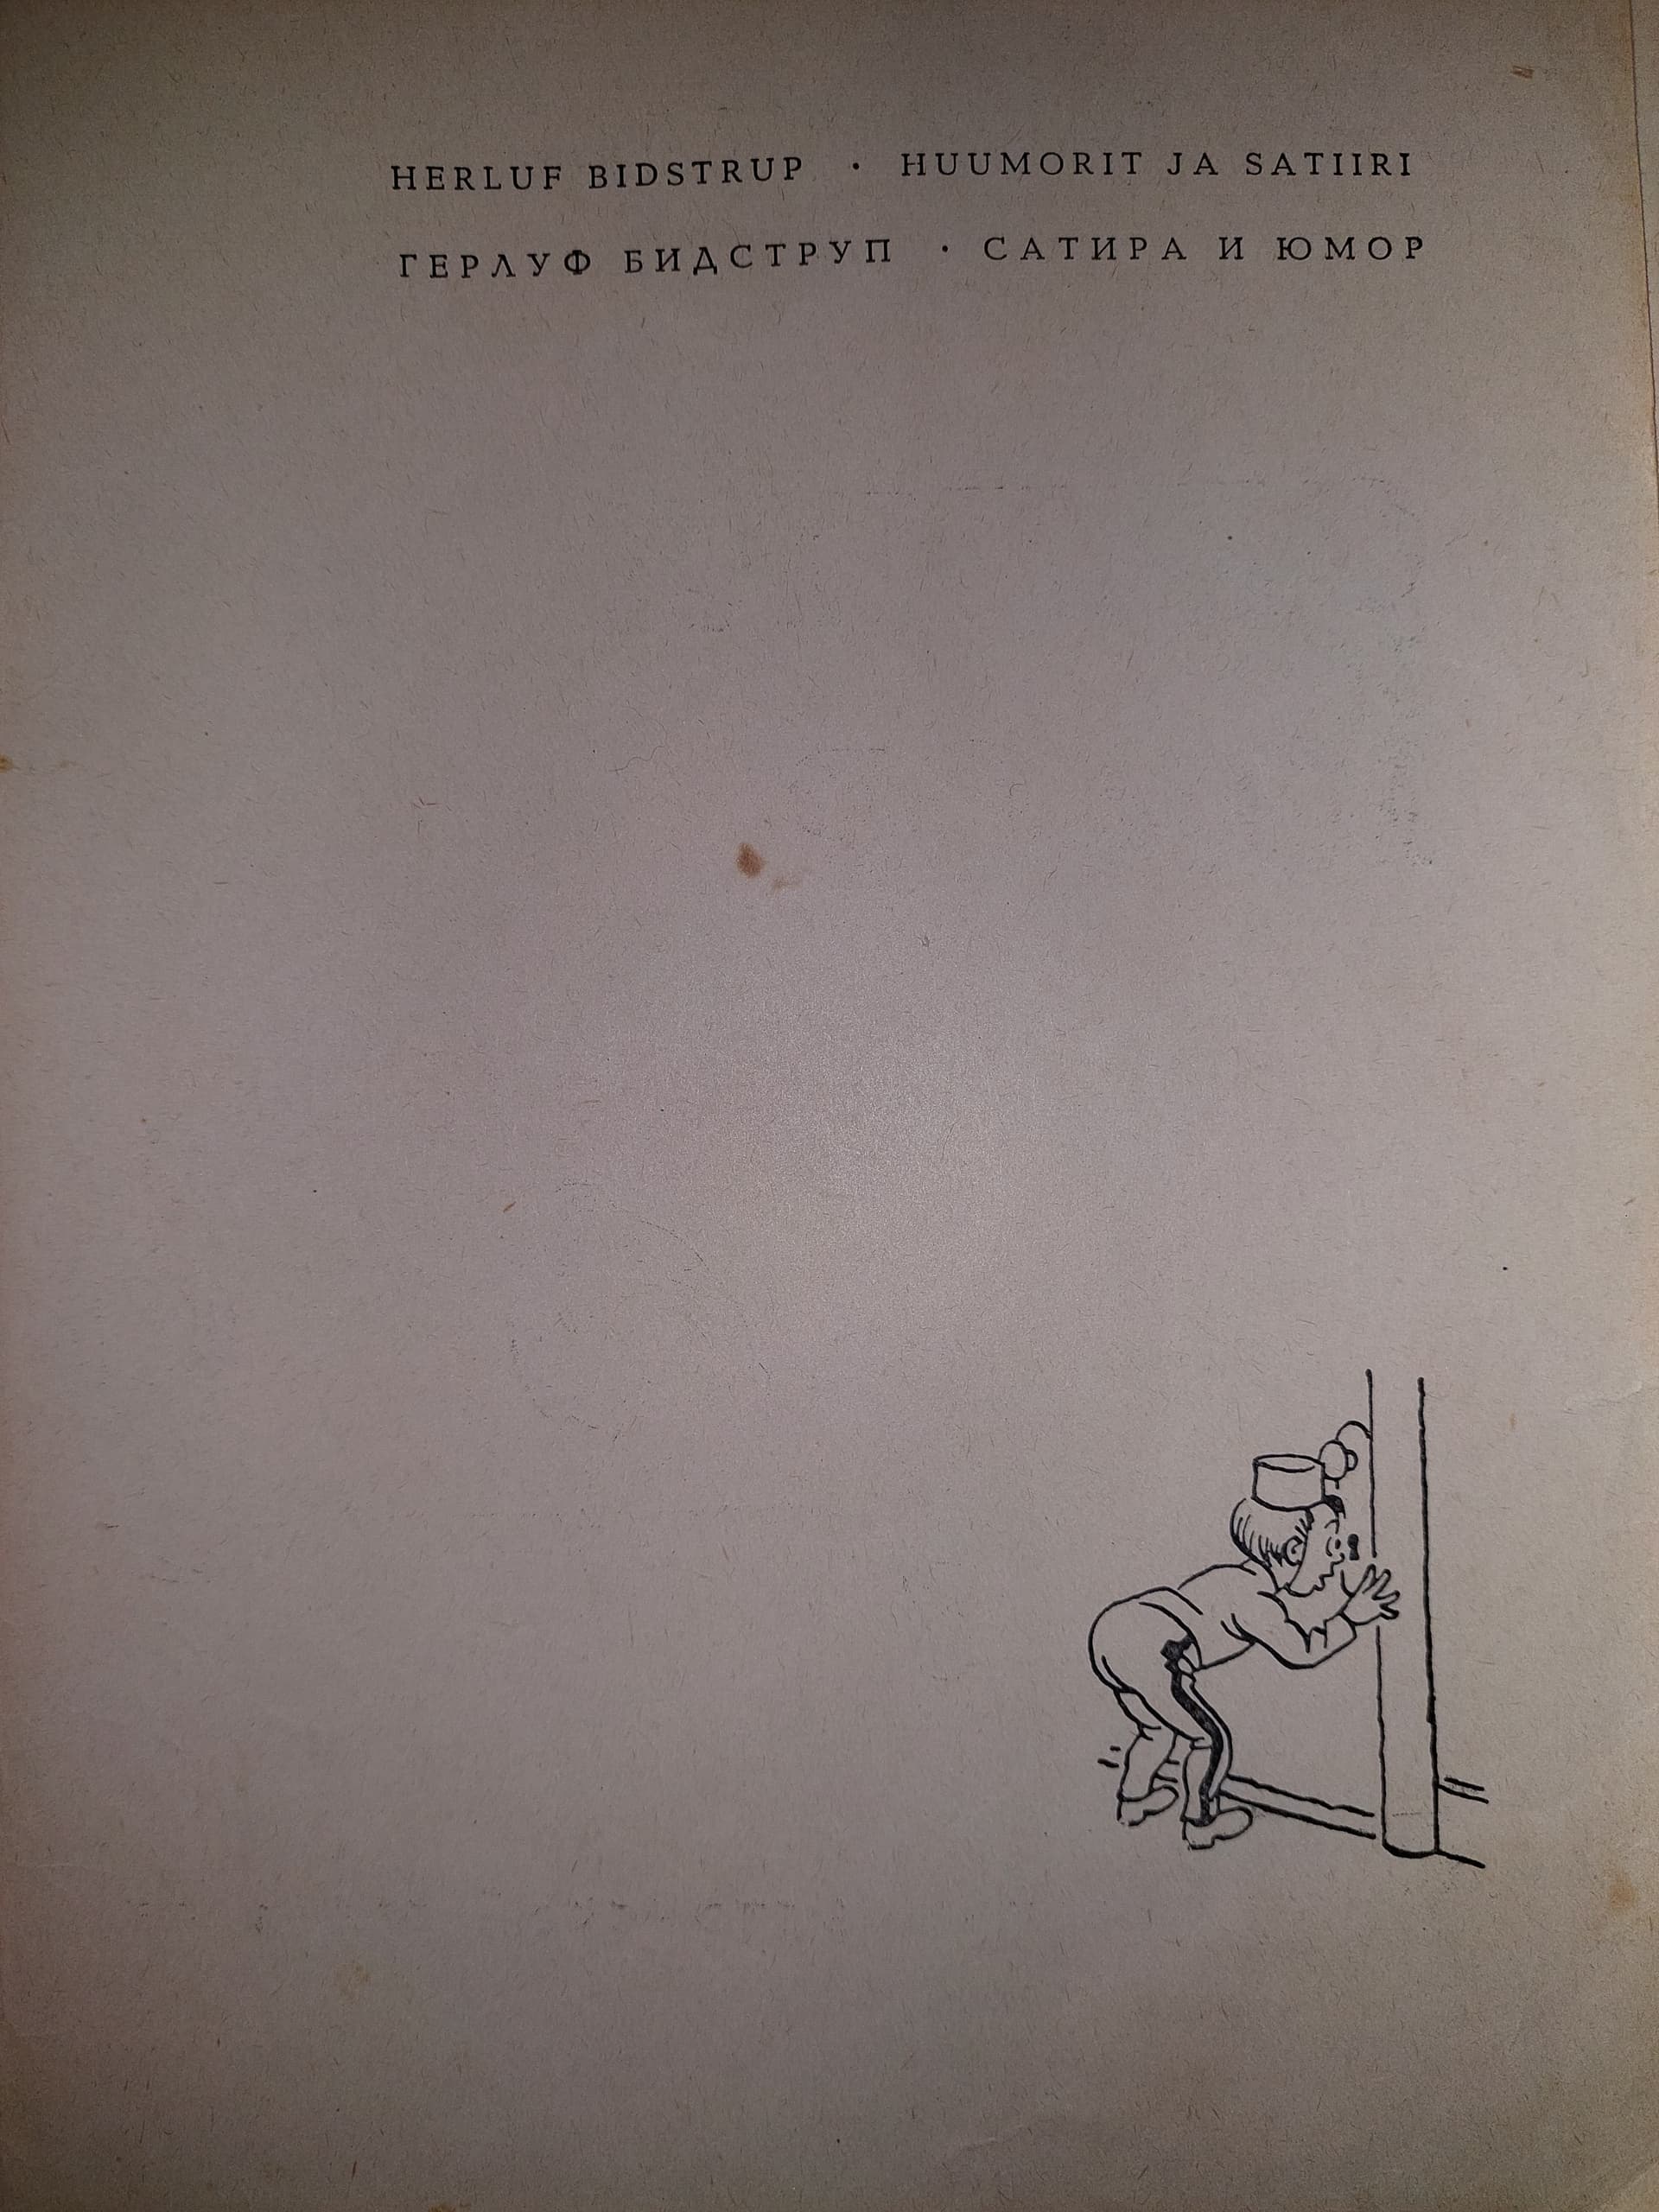 HERLUF BIDSTRUP · HUUMORIT JA SATIIRI
ГЕРЛУФ БИДСТРУП · САТИРА И ЮМОР